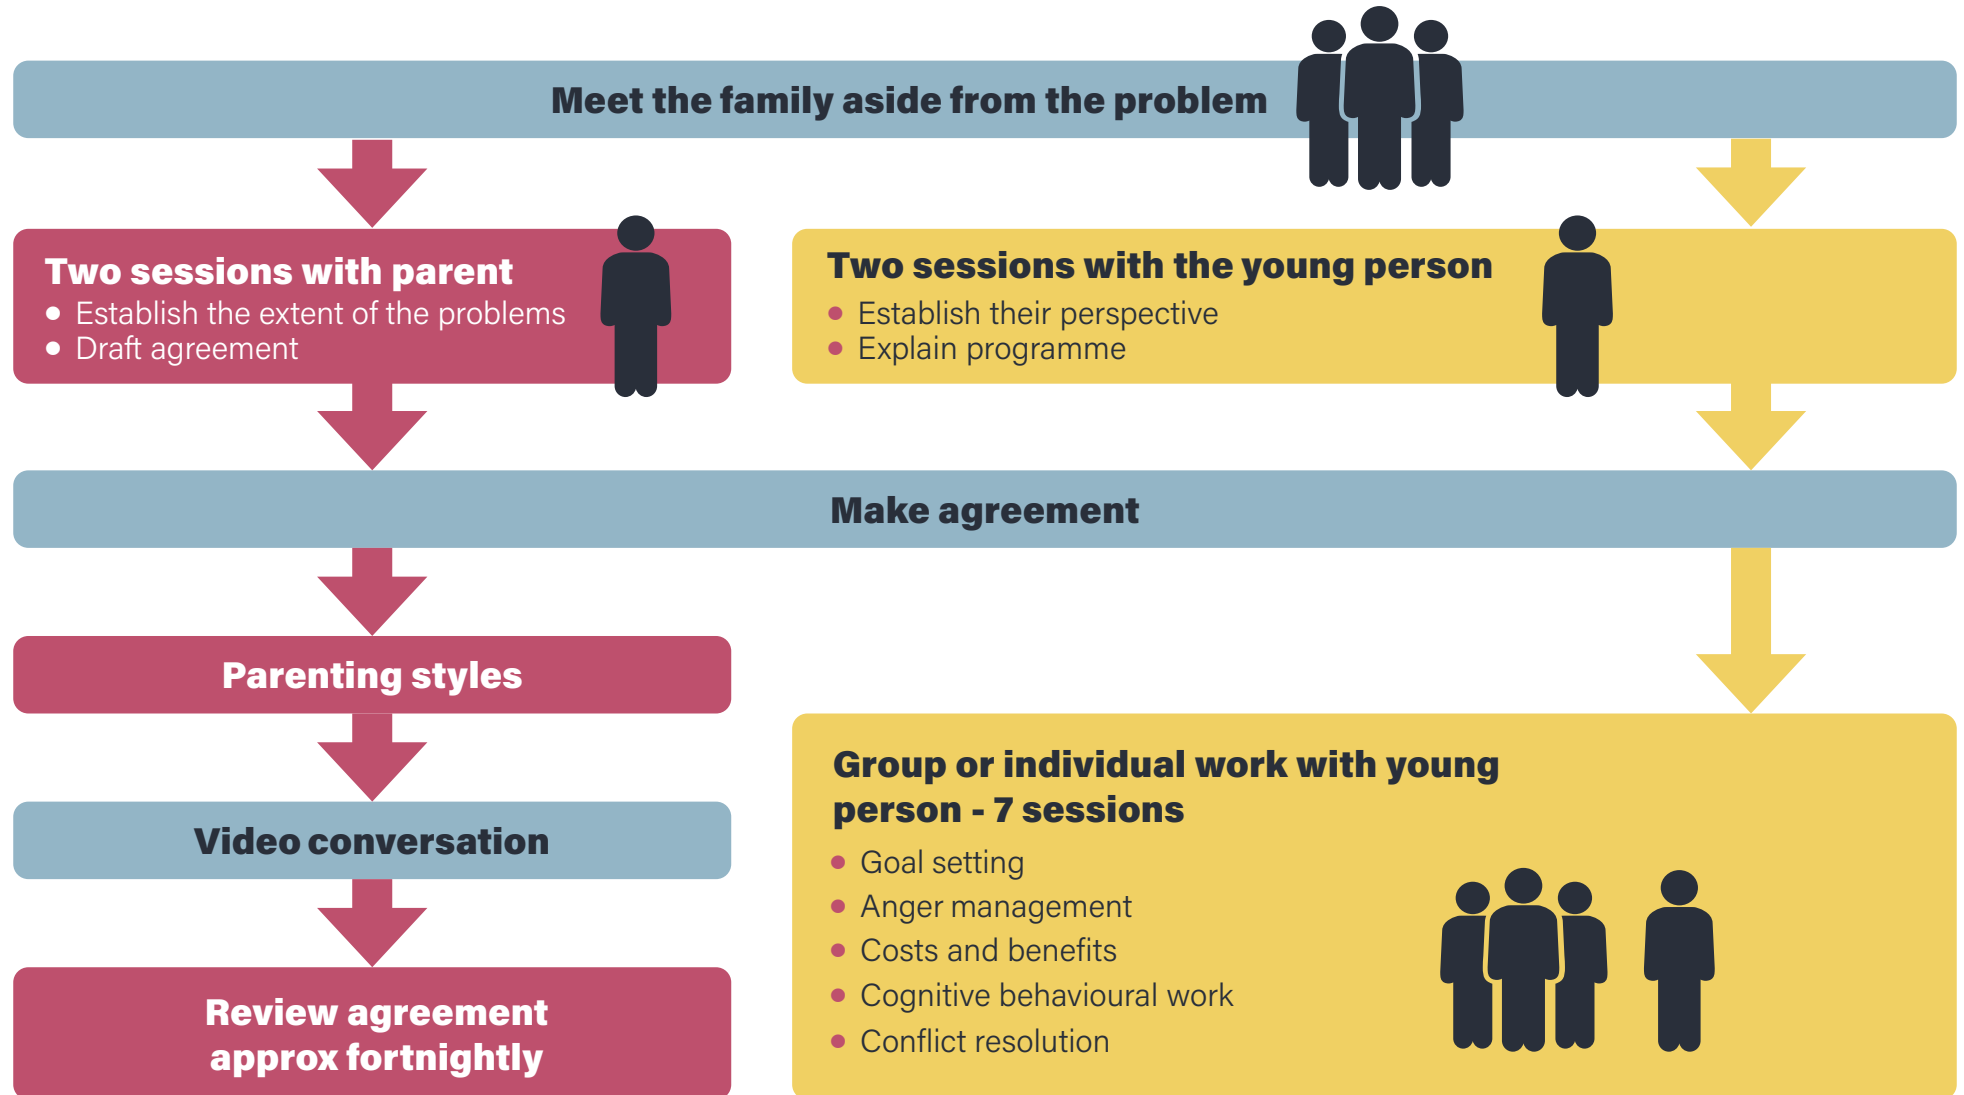 Meet the family aside from the problem
Two sessions with parent
• Establish the extent of the problems
• Draft agreement
Two sessions with the young person
• Establish their perspective
• Explain programme
Make agreement
Parenting styles
Video conversation
Review agreement
approx fortnightly
Group or individual work with young
person - 7 sessions
• Goal setting
• Anger management
• Costs and benefits
• Cognitive behavioural work
• Conflict resolution